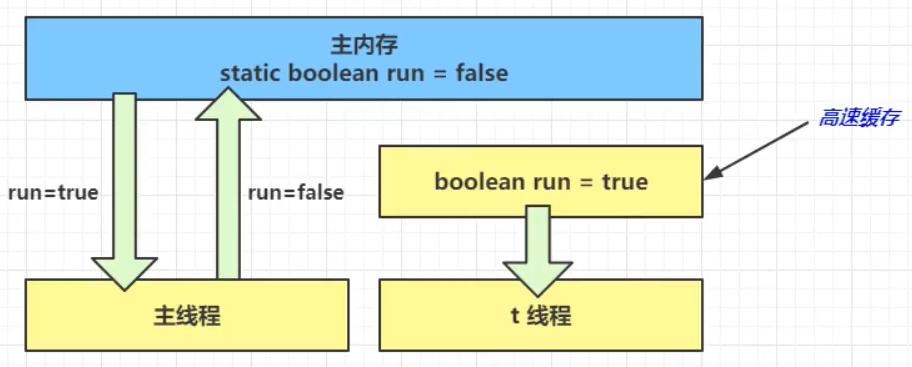 主内存
static boolean run = false
高速缓存
boolean run = true
run=true
run=false
主线程
t 线程